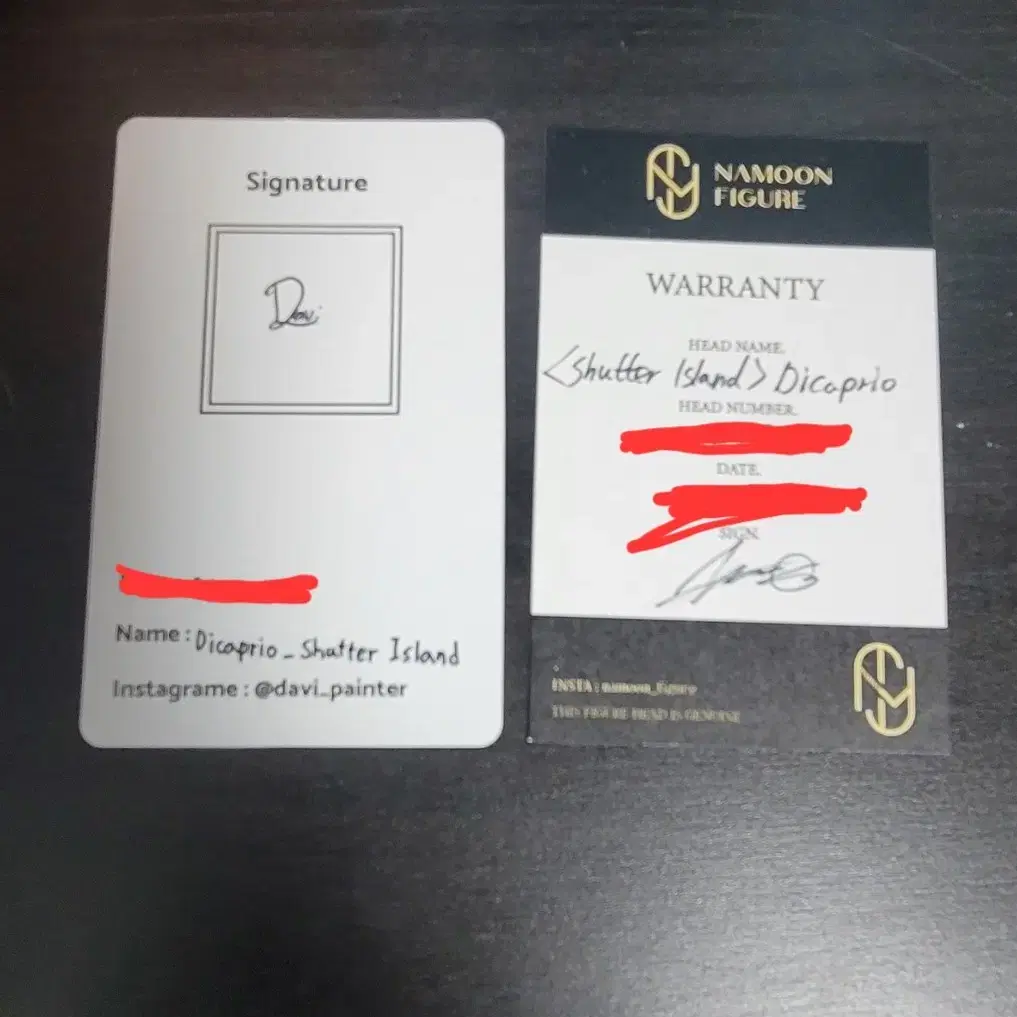 Signature
Davi
Name : Dicaprio_Shutter Island
Instagrame : @davi_painter
NAMOON
FIGURE
WARRANTY
HEAD NAME.
<Shutter Island> Dicaprio
HEAD NUMBER.
DATE.
SIGN.
INSTA : namoon_figure
THIS FIGURE HEAD IS GENUINE